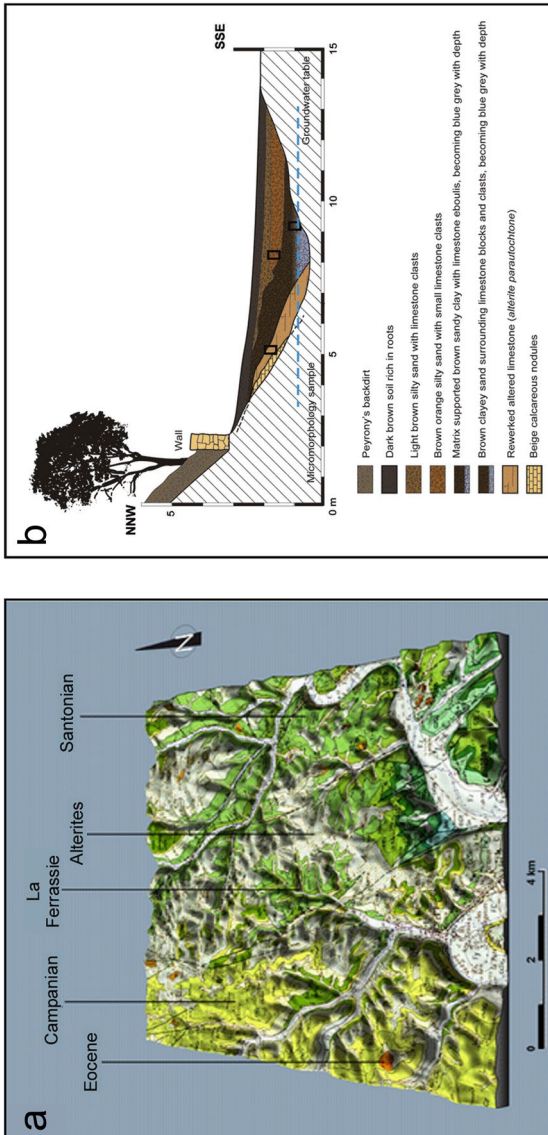 a
Eocene
Campanian
La
Ferrassie
Alterites
Santonian
N
0
2
4 km
b
NNW
SSE
Wall
5
0 m
5
10
15
Micromorphology sample
Groundwater table
Peyrony's backdirt
Dark brown soil rich in roots
Light brown silty sand with limestone clasts
Brown orange silty sand with small limestone clasts
Matrix supported brown sandy clay with limestone eboulis, becoming blue grey with depth
Brown clayey sand surrounding limestone blocks and clasts, becoming blue grey with depth
Rewerked altered limestone (altérite parautochtone)
Beige calcareous nodules